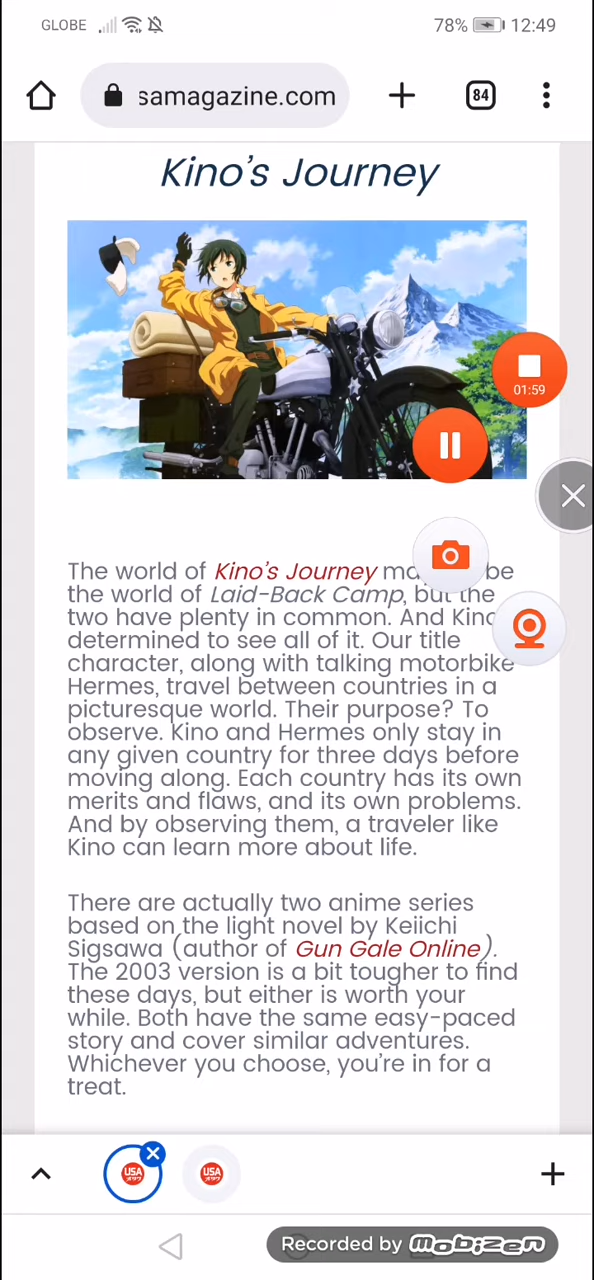 GLOBE
78% 12:49
samagazine.com
84
Kino's Journey
01:59
The world of Kino's Journey be
the world of Laid-Back Camp, but the
two have plenty in common. And
determined to see all of it. Our title
character, along with talking motorbike
Hermes, travel between countries in a
picturesque world. Their purpose? To
observe. Kino and Hermes only stay in
any given country for three days before
moving along. Each country has its own
merits and flaws, and its own problems.
And by observing them, a traveler like
Kino can learn more about life.
There are actually two anime series
based on the light novel by Keiichi
Sigsawa (author of Gun Gale Online).
The 2003 version is a bit tougher to find
these days, but either is worth your
while. Both have the same easy-paced
story and cover similar adventures.
Whichever you choose, you're in for a
treat.
USA
USA
Recorded by mobizen